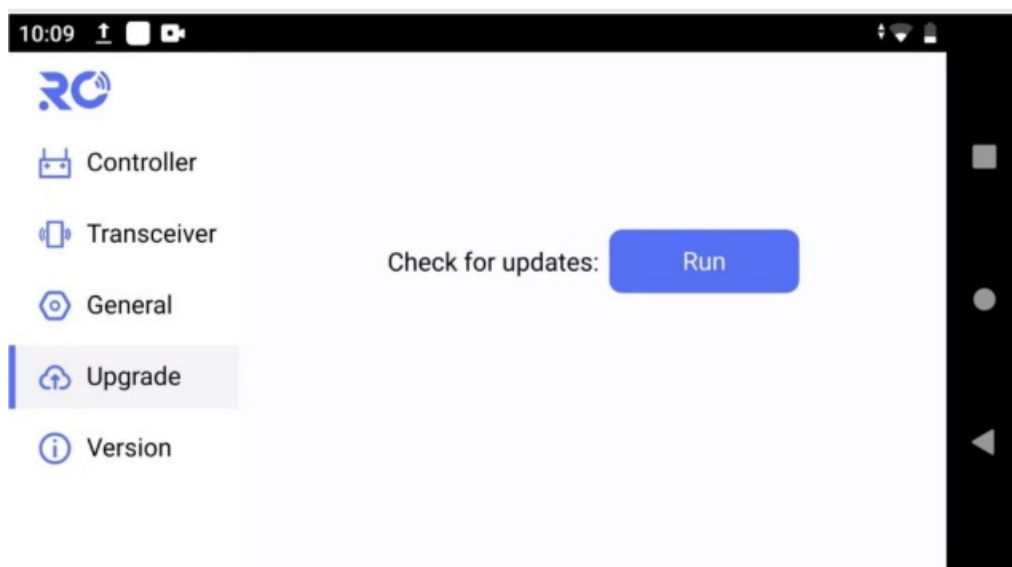 10:09
RC
Controller
Transceiver
General
Upgrade
Version
Check for updates: Run